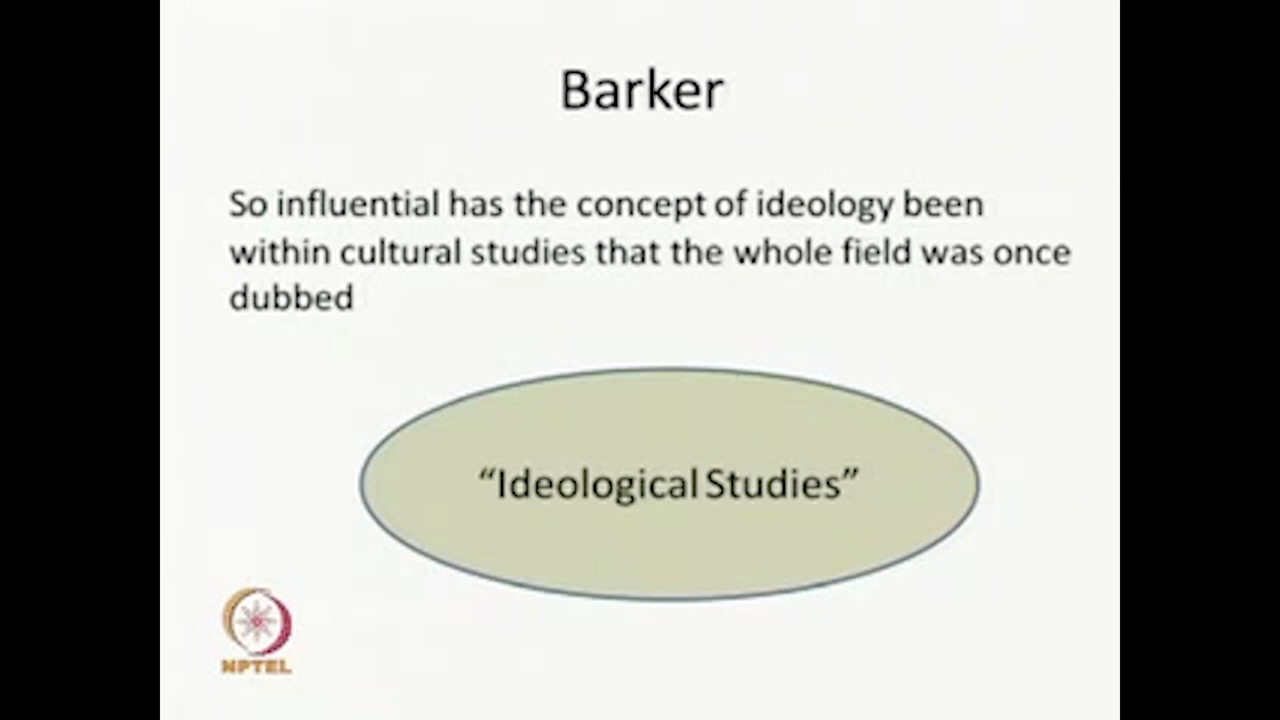 Barker
So influential has the concept of ideology been
within cultural studies that the whole field was once
dubbed
“Ideological Studies”
NPTEL